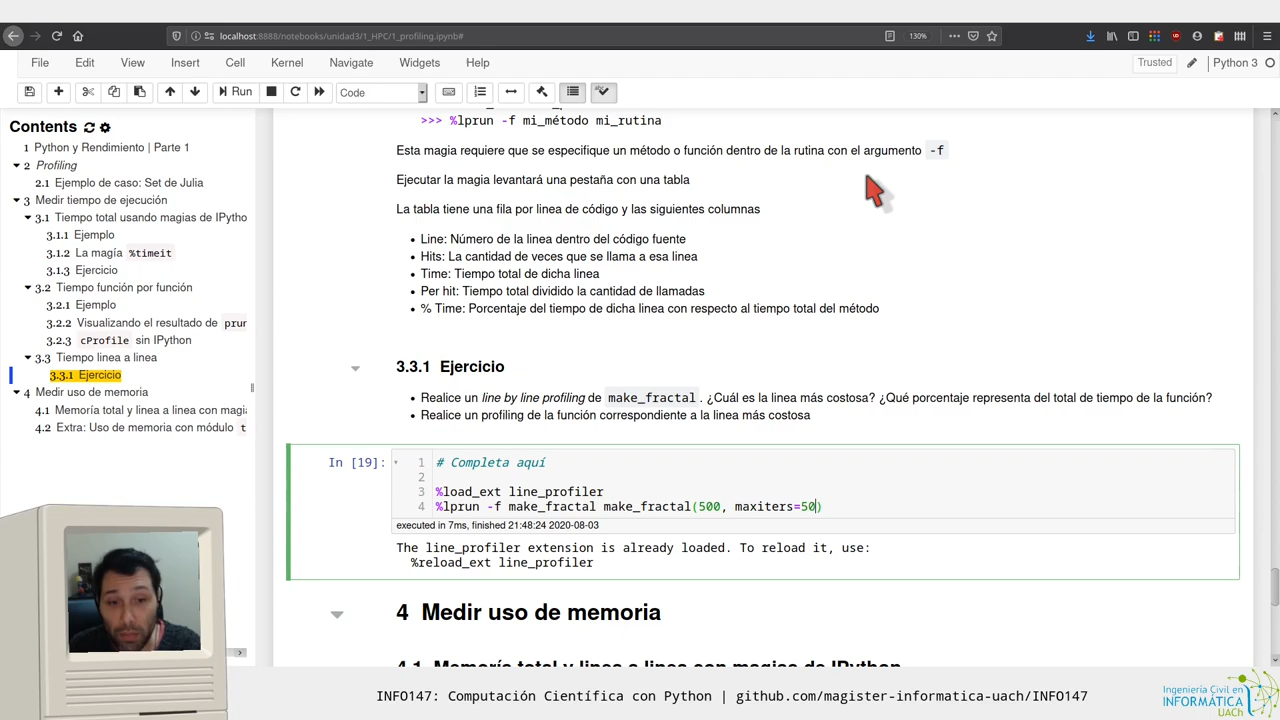 localhost:8888/notebooks/unidad3/1_HPC/1_profiling.ipynb#
130%
File Edit View Insert Cell Kernel Navigate Widgets Help
Trusted Python 3
Run Code
Contents
1 Python y Rendimiento | Parte 1
2 Profiling
2.1 Ejemplo de caso: Set de Julia
3 Medir tiempo de ejecución
3.1 Tiempo total usando magias de IPytho
3.1.1 Ejemplo
3.1.2 La magía %timeit
3.1.3 Ejercicio
3.2 Tiempo función por función
3.2.1 Ejemplo
3.2.2 Visualizando el resultado de prun
3.2.3 cProfile sin IPython
3.3 Tiempo linea a linea
3.3.1 Ejercicio
4 Medir uso de memoria
4.1 Memoría total y linea a linea con magi
4.2 Extra: Uso de memoria con módulo t
>>> %lprun -f mi_método mi_rutina
Esta magia requiere que se especifique un método o función dentro de la rutina con el argumento -f
Ejecutar la magia levantará una pestaña con una tabla
La tabla tiene una fila por linea de código y las siguientes columnas
• Line: Número de la linea dentro del código fuente
• Hits: La cantidad de veces que se llama a esa linea
• Time: Tiempo total de dicha linea
• Per hit: Tiempo total dividido la cantidad de llamadas
• % Time: Porcentaje del tiempo de dicha linea con respecto al tiempo total del método
3.3.1 Ejercicio
• Realice un line by line profiling de make_fractal. ¿Cuál es la linea más costosa? ¿Qué porcentaje representa del total de tiempo de la función?
• Realice un profiling de la función correspondiente a la linea más costosa
In [19]:
1 # Completa aquí
2
3 %load_ext line_profiler
4 %lprun -f make_fractal make_fractal(500, maxiters=50)
executed in 7ms, finished 21:48:24 2020-08-03
The line_profiler extension is already loaded. To reload it, use:
%reload_ext line_profiler
4 Medir uso de memoria
4.1 Memoría total y linea a linea con magias de IPython
INFO147: Computación Científica con Python | github.com/magister-informatica-uach/INFO147
Ingeniería Civil en
INFORMÁTICA
UACh